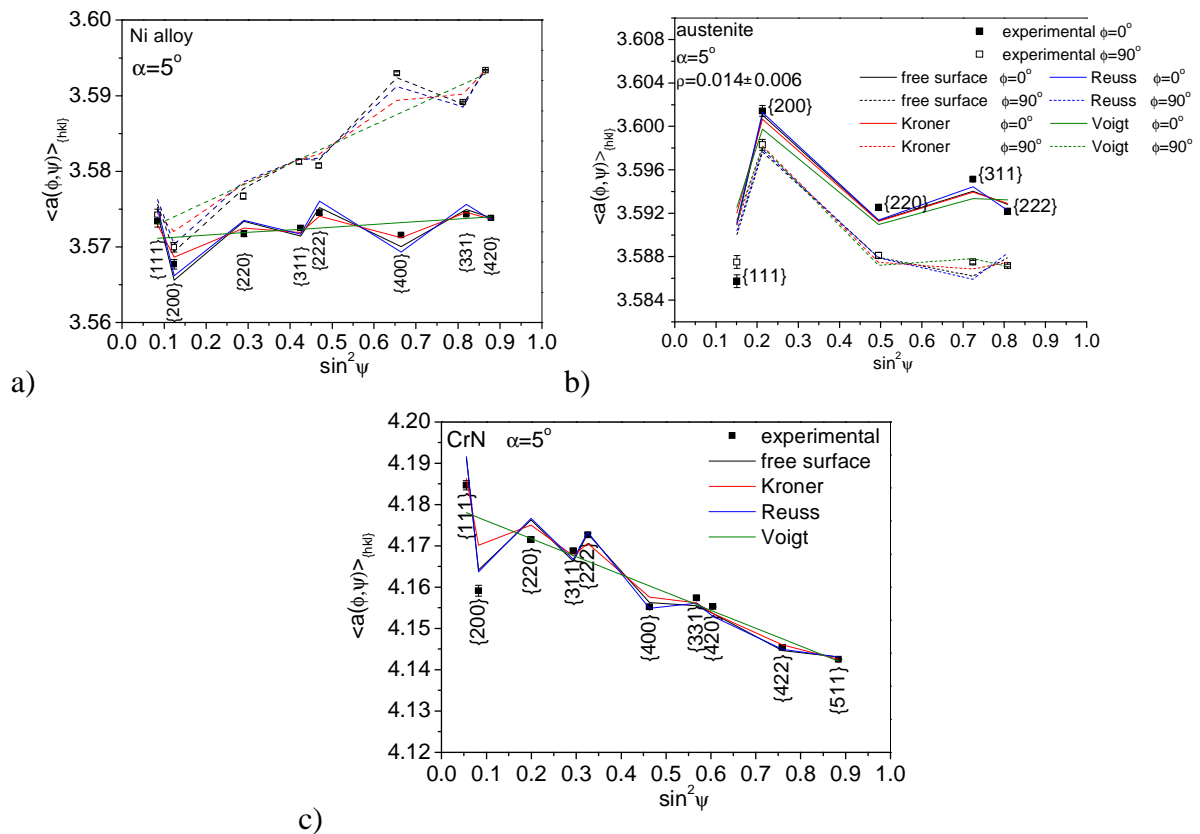 3.60
3.59
3.58
3.57
3.56
<a(ϕ,ψ)>{hkl}
Ni alloy
α=5°
{111}
{200}
{220}
{311}
{222}
{400}
{331}
{420}
0.0 0.1 0.2 0.3 0.4 0.5 0.6 0.7 0.8 0.9 1.0
sin²ψ
a)
3.608
3.604
3.600
3.596
3.592
3.588
3.584
<a(ϕ,ψ)>{hkl}
austenite
α=5°
ρ=0.014±0.006
experimental ϕ=0°
experimental ϕ=90°
free surface ϕ=0° Reuss ϕ=0°
free surface ϕ=90° Reuss ϕ=90°
Kroner ϕ=0° Voigt ϕ=0°
Kroner ϕ=90° Voigt ϕ=90°
{200}
{311}
{220}
{222}
{111}
0.0 0.1 0.2 0.3 0.4 0.5 0.6 0.7 0.8 0.9 1.0
sin²ψ
b)
4.20
4.19
4.18
4.17
4.16
4.15
4.14
4.13
4.12
<a(ϕ,ψ)>{hkl}
CrN α=5°
experimental
free surface
Kroner
Reuss
Voigt
{111}
{200}
{220}
{311}
{222}
{400}
{331}
{420}
{422}
{511}
0.0 0.1 0.2 0.3 0.4 0.5 0.6 0.7 0.8 0.9 1.0
sin²ψ
c)